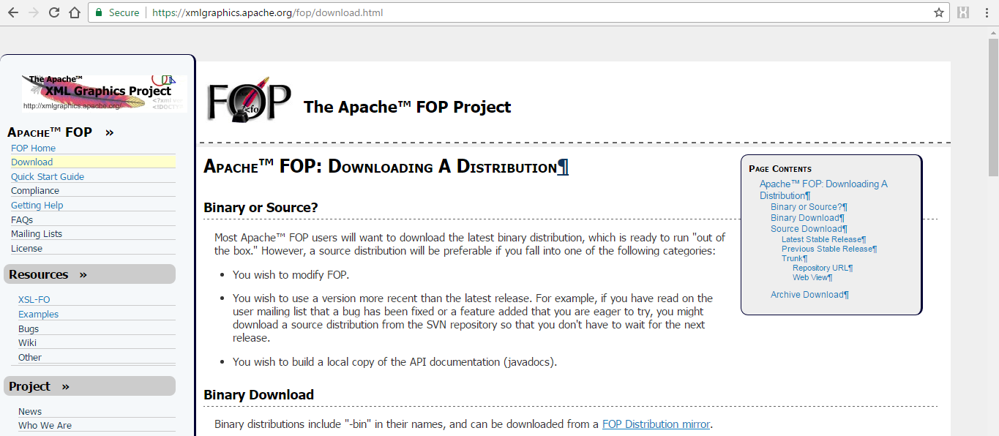 Secure https://xmlgraphics.apache.org/fop/download.html
The Apache™
XML Graphics Project
http://xmlgraphics.apache.org/
<?xml
<!DOCTY
Apache™ FOP »
FOP Home
Download
Quick Start Guide
Compliance
Getting Help
FAQs
Mailing Lists
License
Resources »
XSL-FO
Examples
Bugs
Wiki
Other
Project »
News
Who We Are
FOP
<fo
The Apache™ FOP Project
Apache™ FOP: Downloading A Distribution¶
Binary or Source?
Most Apache™ FOP users will want to download the latest binary distribution, which is ready to run "out of
the box." However, a source distribution will be preferable if you fall into one of the following categories:
• You wish to modify FOP.
• You wish to use a version more recent than the latest release. For example, if you have read on the
user mailing list that a bug has been fixed or a feature added that you are eager to try, you might
download a source distribution from the SVN repository so that you don't have to wait for the next
release.
• You wish to build a local copy of the API documentation (javadocs).
Binary Download
Binary distributions include "-bin" in their names, and can be downloaded from a FOP Distribution mirror.
Page Contents
Apache™ FOP: Downloading A
Distribution¶
Binary or Source?¶
Binary Download¶
Source Download¶
Latest Stable Release¶
Previous Stable Release¶
Trunk¶
Repository URL¶
Web View¶
Archive Download¶